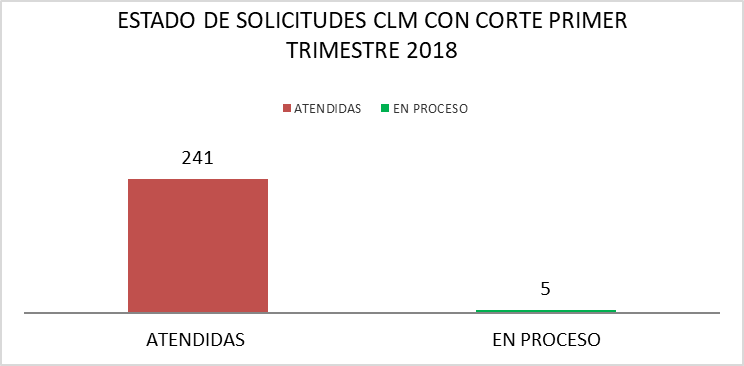 ESTADO DE SOLICITUDES CLM CON CORTE PRIMER
TRIMESTRE 2018
ATENDIDAS EN PROCESO
241
5
ATENDIDAS EN PROCESO